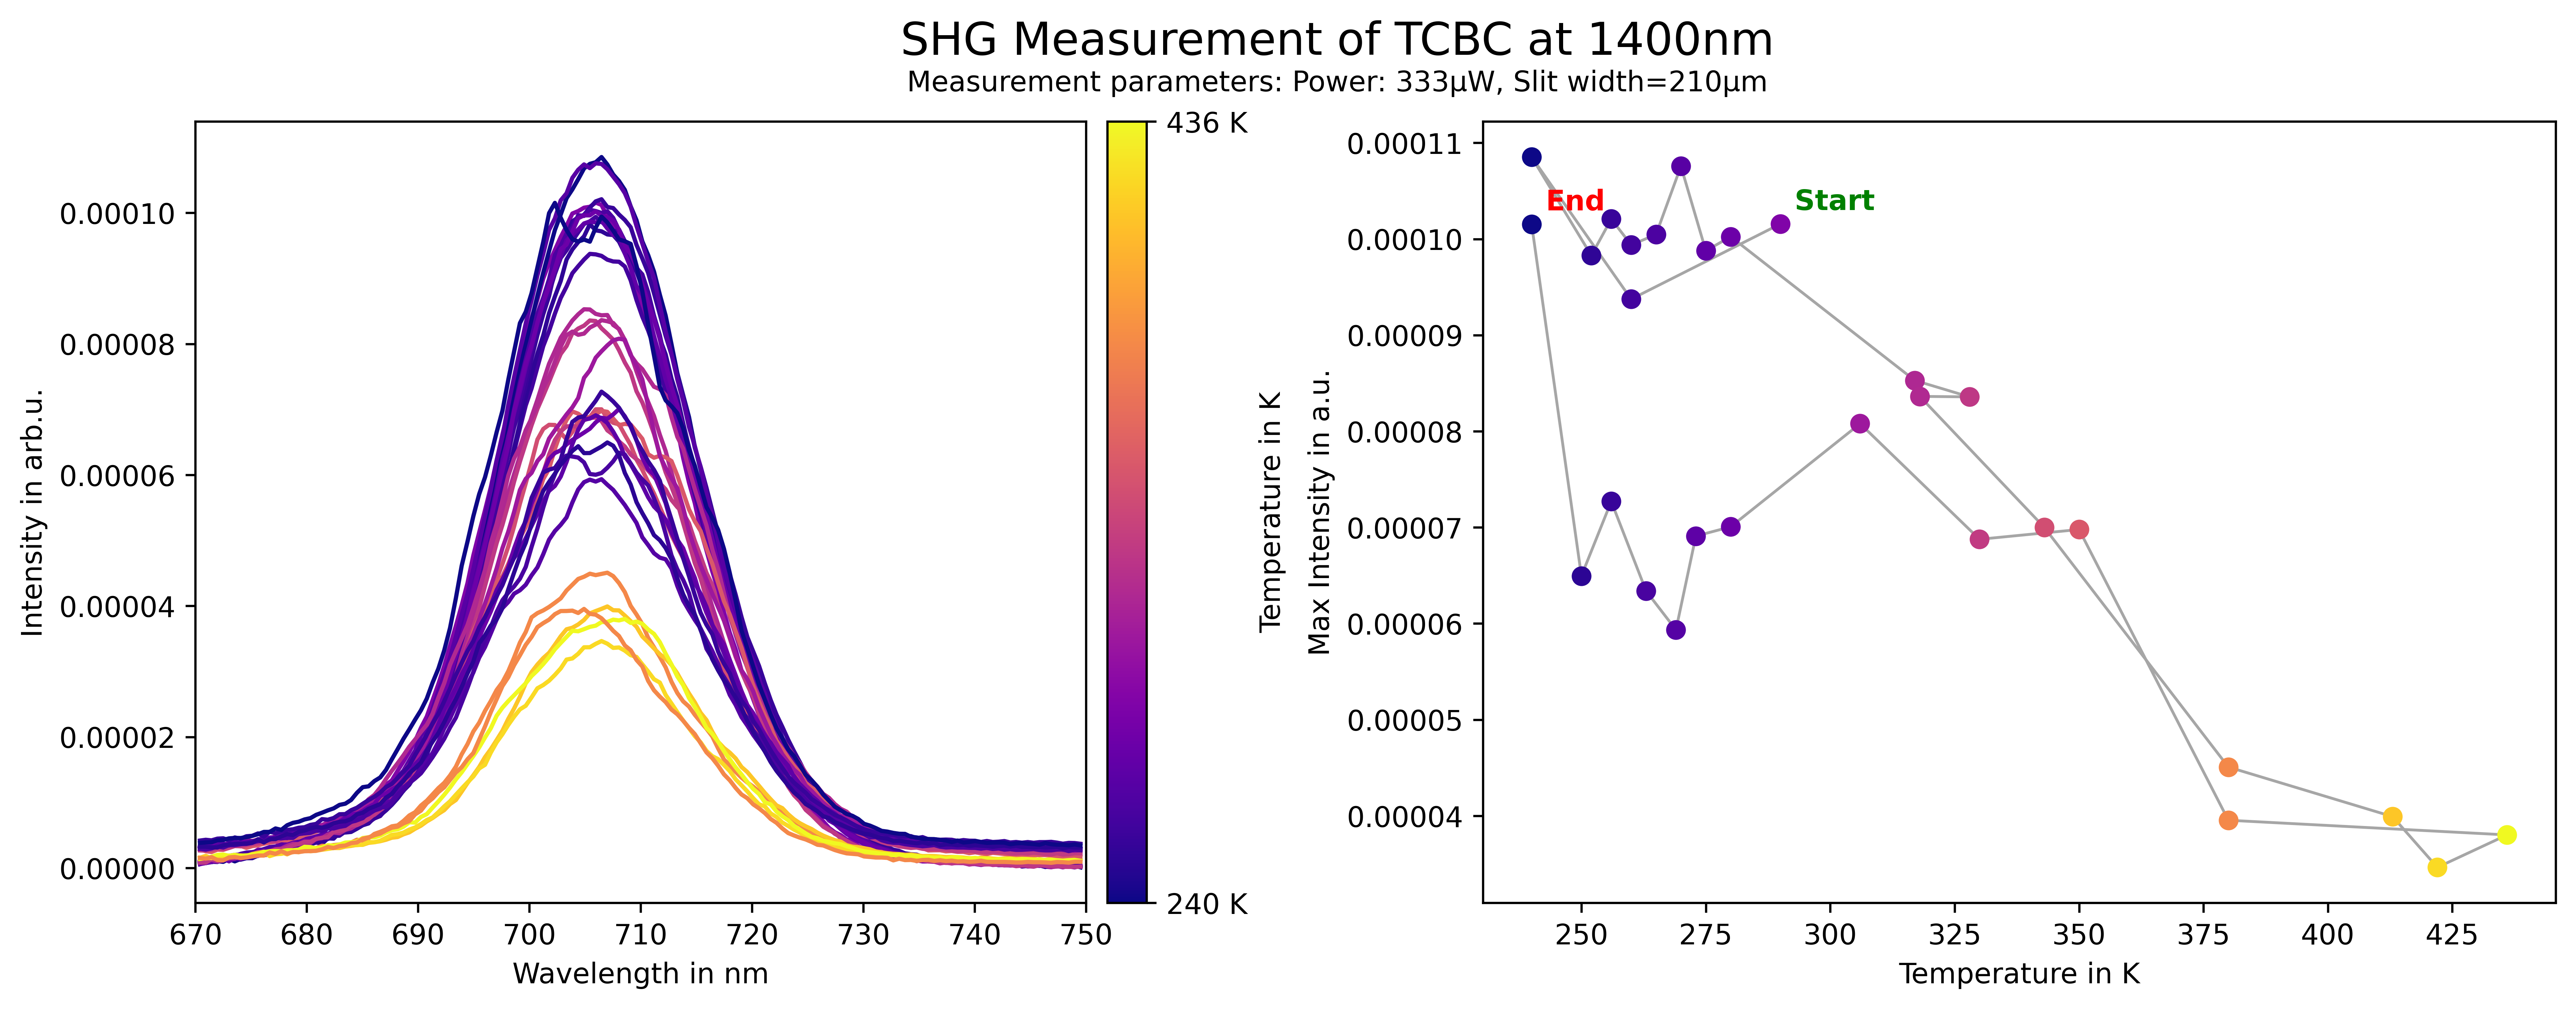 SHG Measurement of TCBC at 1400nm
Measurement parameters: Power: 333µW, Slit width=210µm
Intensity in arb.u.
0.00010
0.00008
0.00006
0.00004
0.00002
0.00000
670 680 690 700 710 720 730 740 750
Wavelength in nm
436 K
240 K
Temperature in K
Max Intensity in a.u.
0.00011
0.00010
0.00009
0.00008
0.00007
0.00006
0.00005
0.00004
End
Start
250 275 300 325 350 375 400 425
Temperature in K